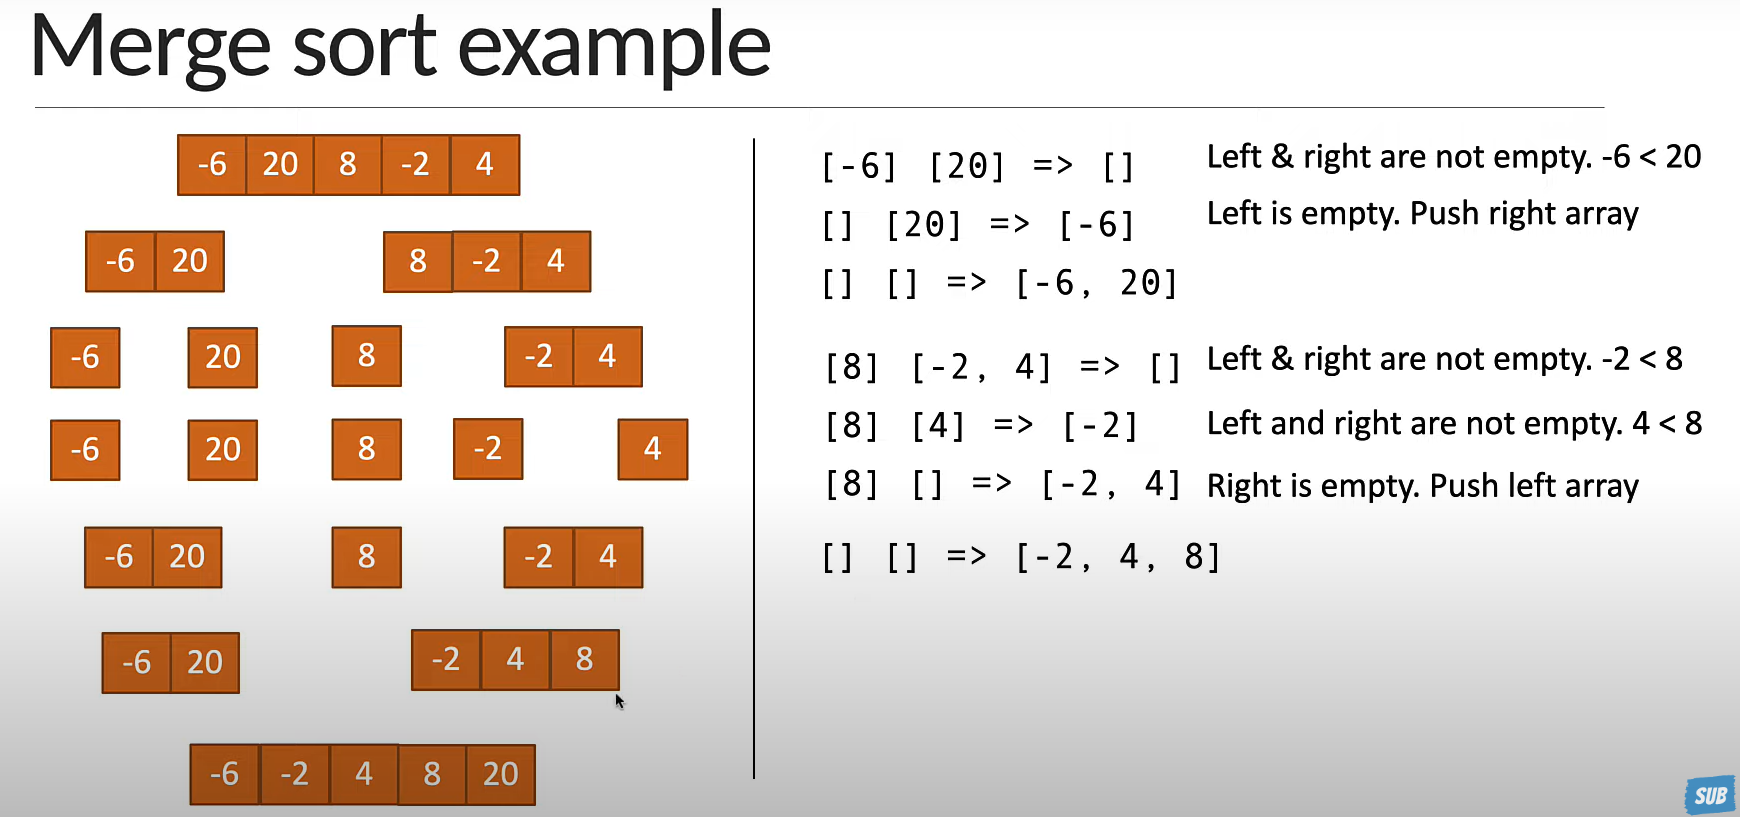 Merge sort example
-6 20 8 -2 4
-6 20 8 -2 4
-6 20 8 -2 4
-6 20 8 -2 4
-6 20 8 -2 4
-6 20 -2 4 8
-6 -2 4 8 20
[-6] [20] => [] Left & right are not empty. -6 < 20
[] [20] => [-6] Left is empty. Push right array
[] [] => [-6, 20]
[8] [-2, 4] => [] Left & right are not empty. -2 < 8
[8] [4] => [-2] Left and right are not empty. 4 < 8
[8] [] => [-2, 4] Right is empty. Push left array
[] [] => [-2, 4, 8]
SUB